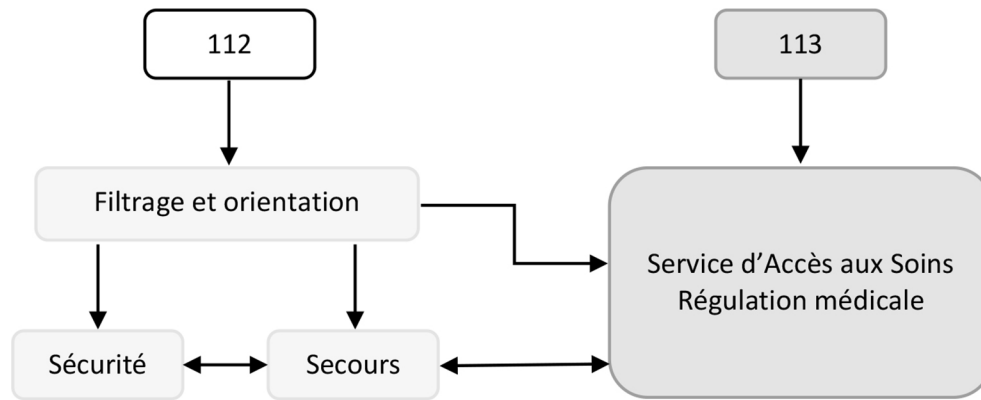 112
113
Filtrage et orientation
Service d’Accès aux Soins
Régulation médicale
Sécurité
Secours